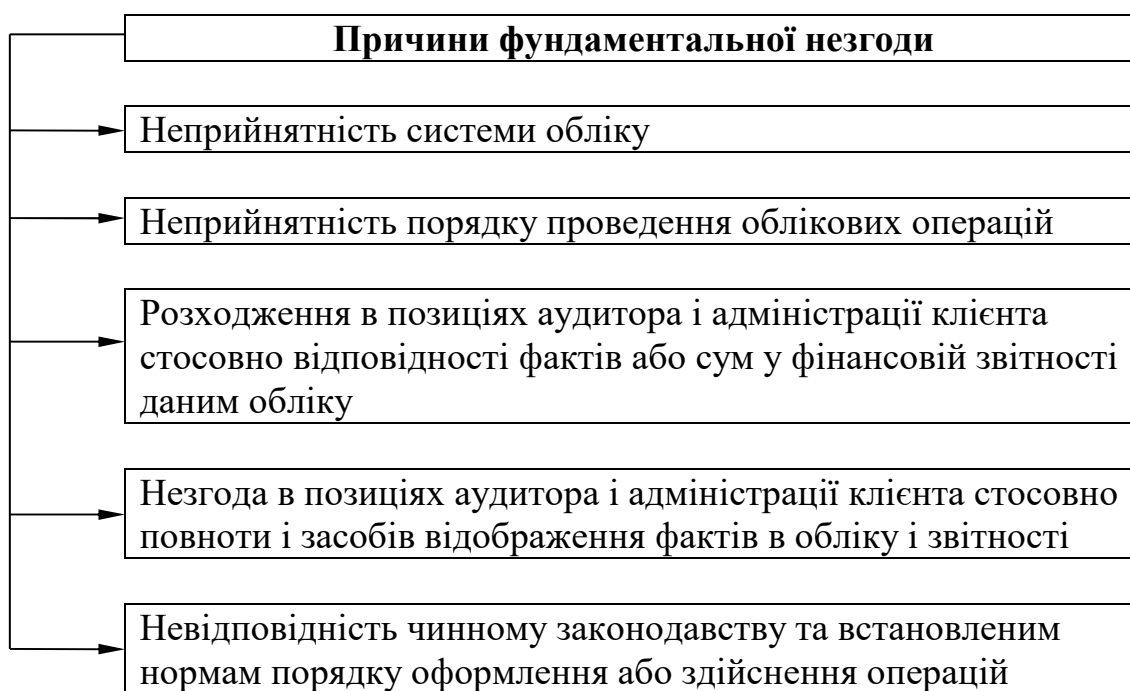 Причини фундаментальної незгоди
Неприйнятність системи обліку
Неприйнятність порядку проведення облікових операцій
Розходження в позиціях аудитора і адміністрації клієнта
стосовно відповідності фактів або сум у фінансовій звітності
даним обліку
Незгода в позиціях аудитора і адміністрації клієнта стосовно
повноти і засобів відображення фактів в обліку і звітності
Невідповідність чинному законодавству та встановленим
нормам порядку оформлення або здійснення операцій